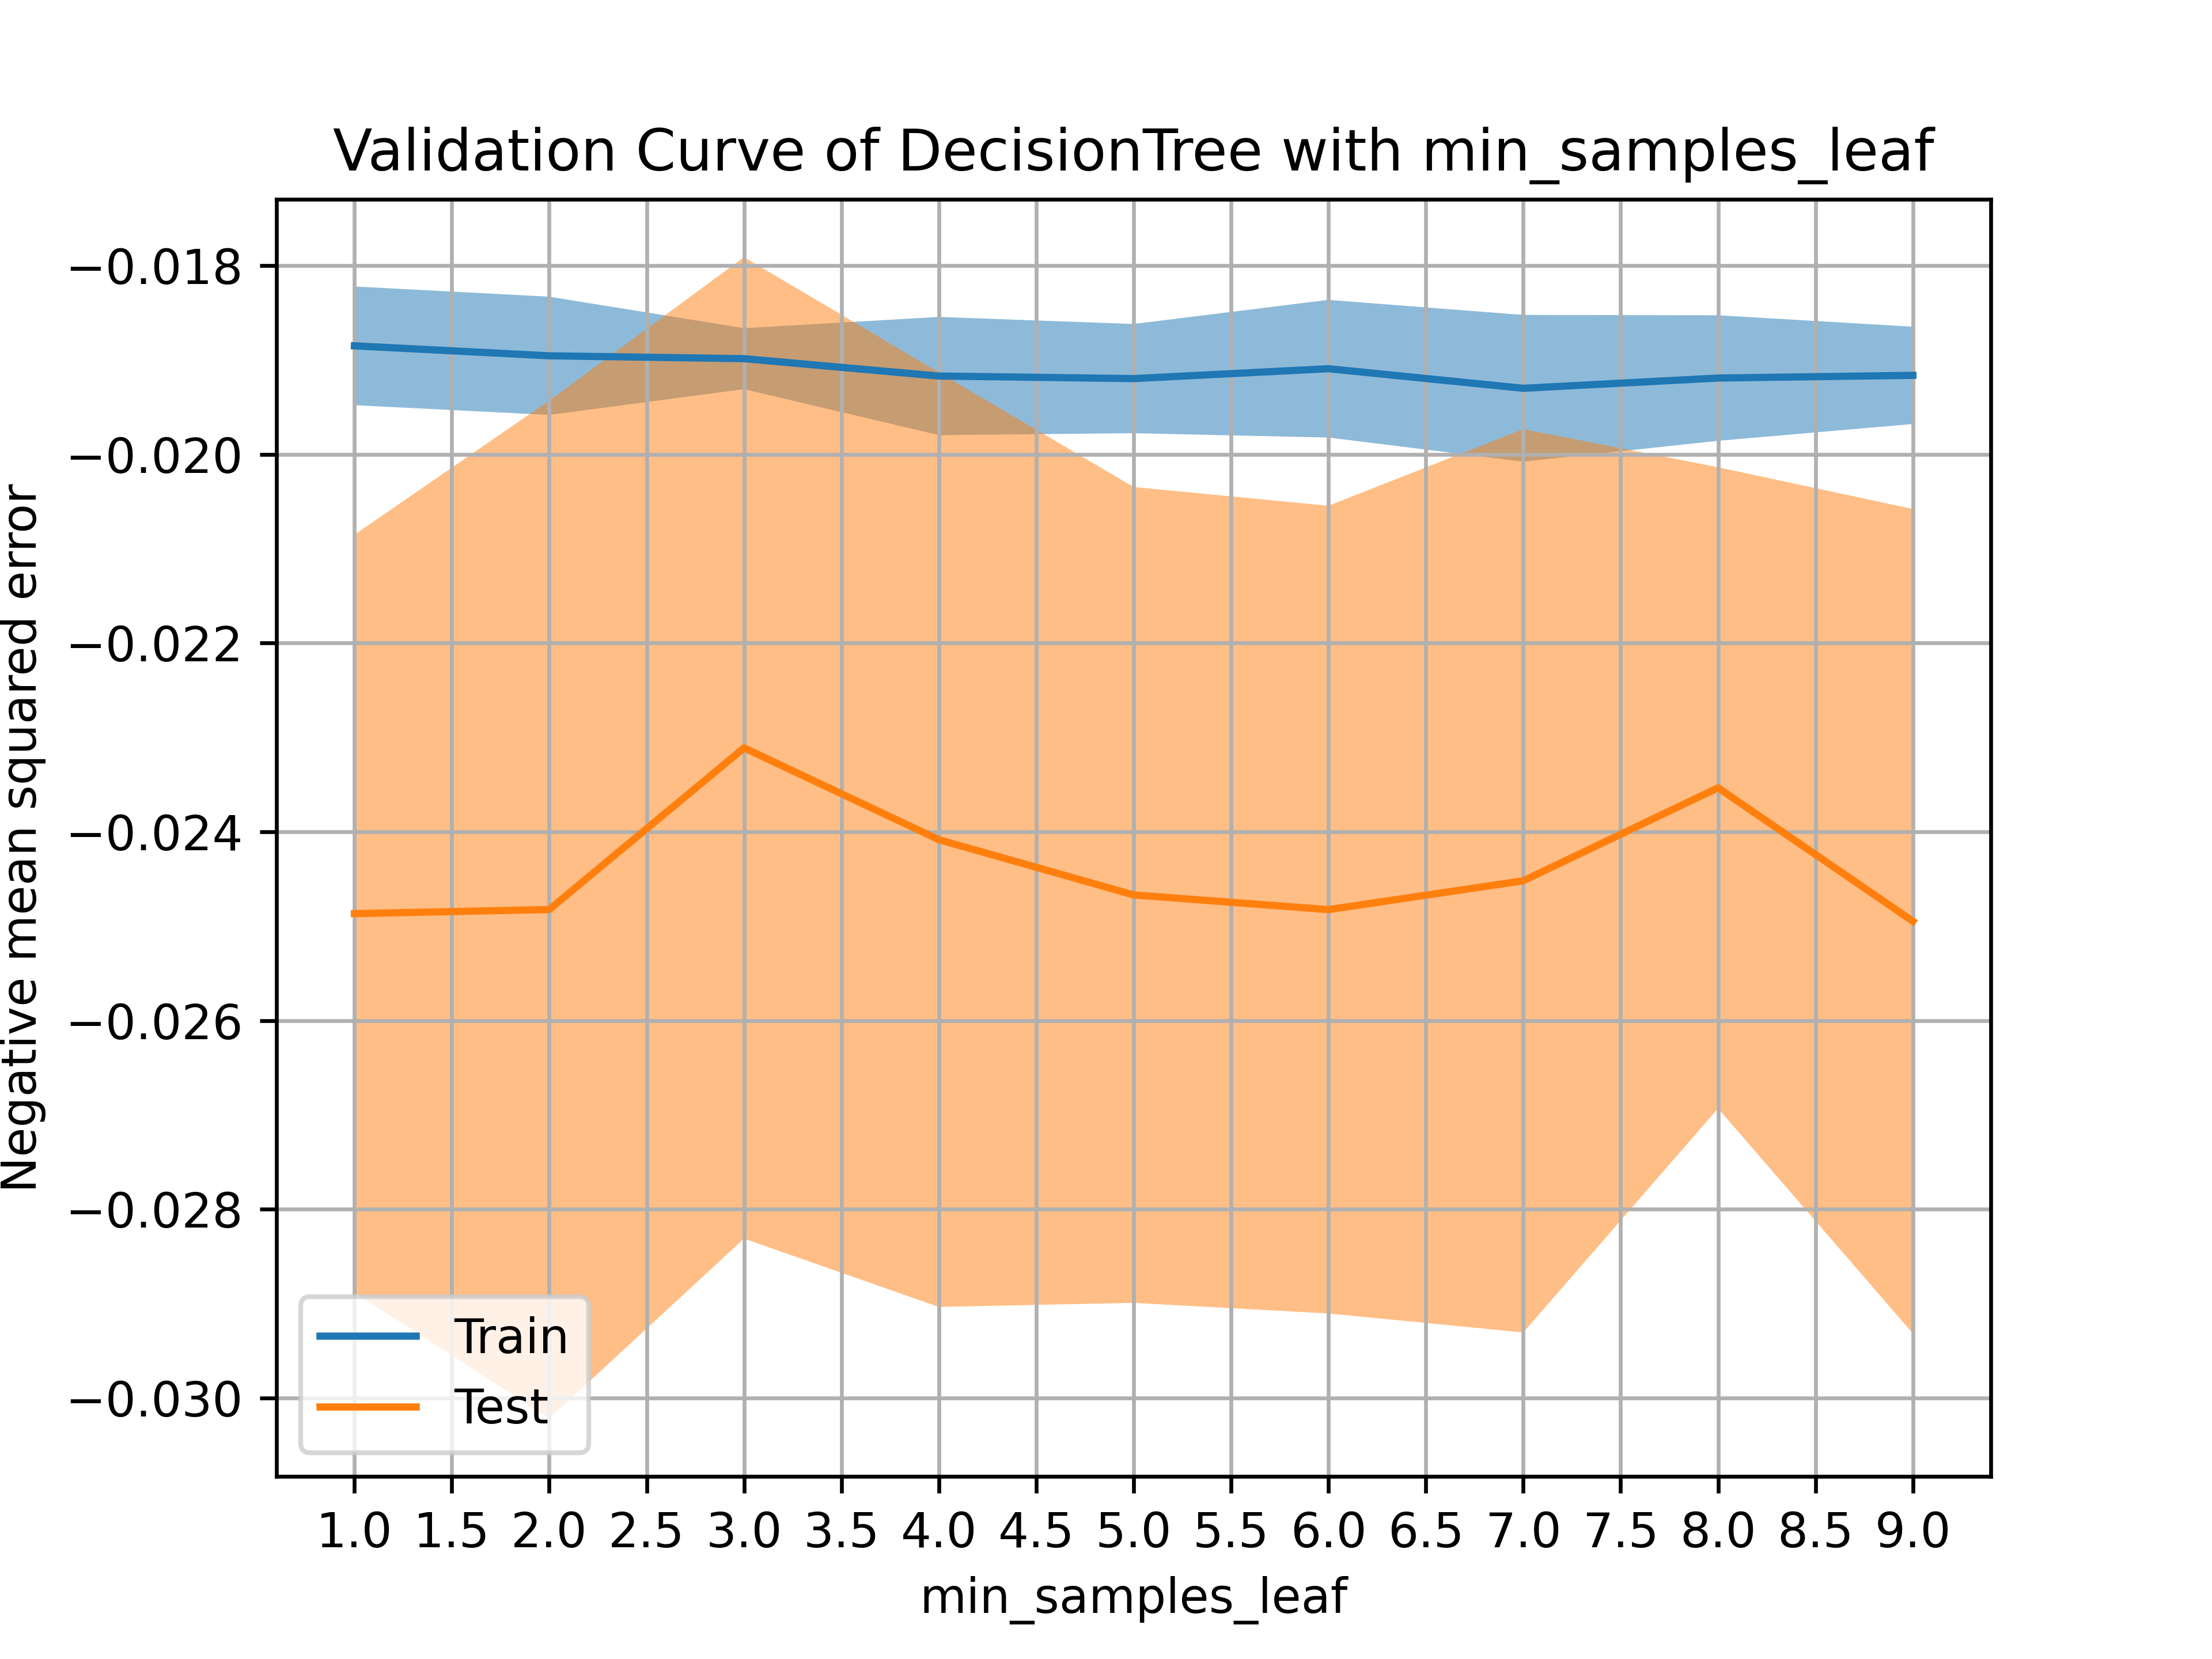 Validation Curve of DecisionTree with min_samples_leaf
Negative mean squared error
−0.018
−0.020
−0.022
−0.024
−0.026
−0.028
−0.030
Train
Test
1.0 1.5 2.0 2.5 3.0 3.5 4.0 4.5 5.0 5.5 6.0 6.5 7.0 7.5 8.0 8.5 9.0
min_samples_leaf